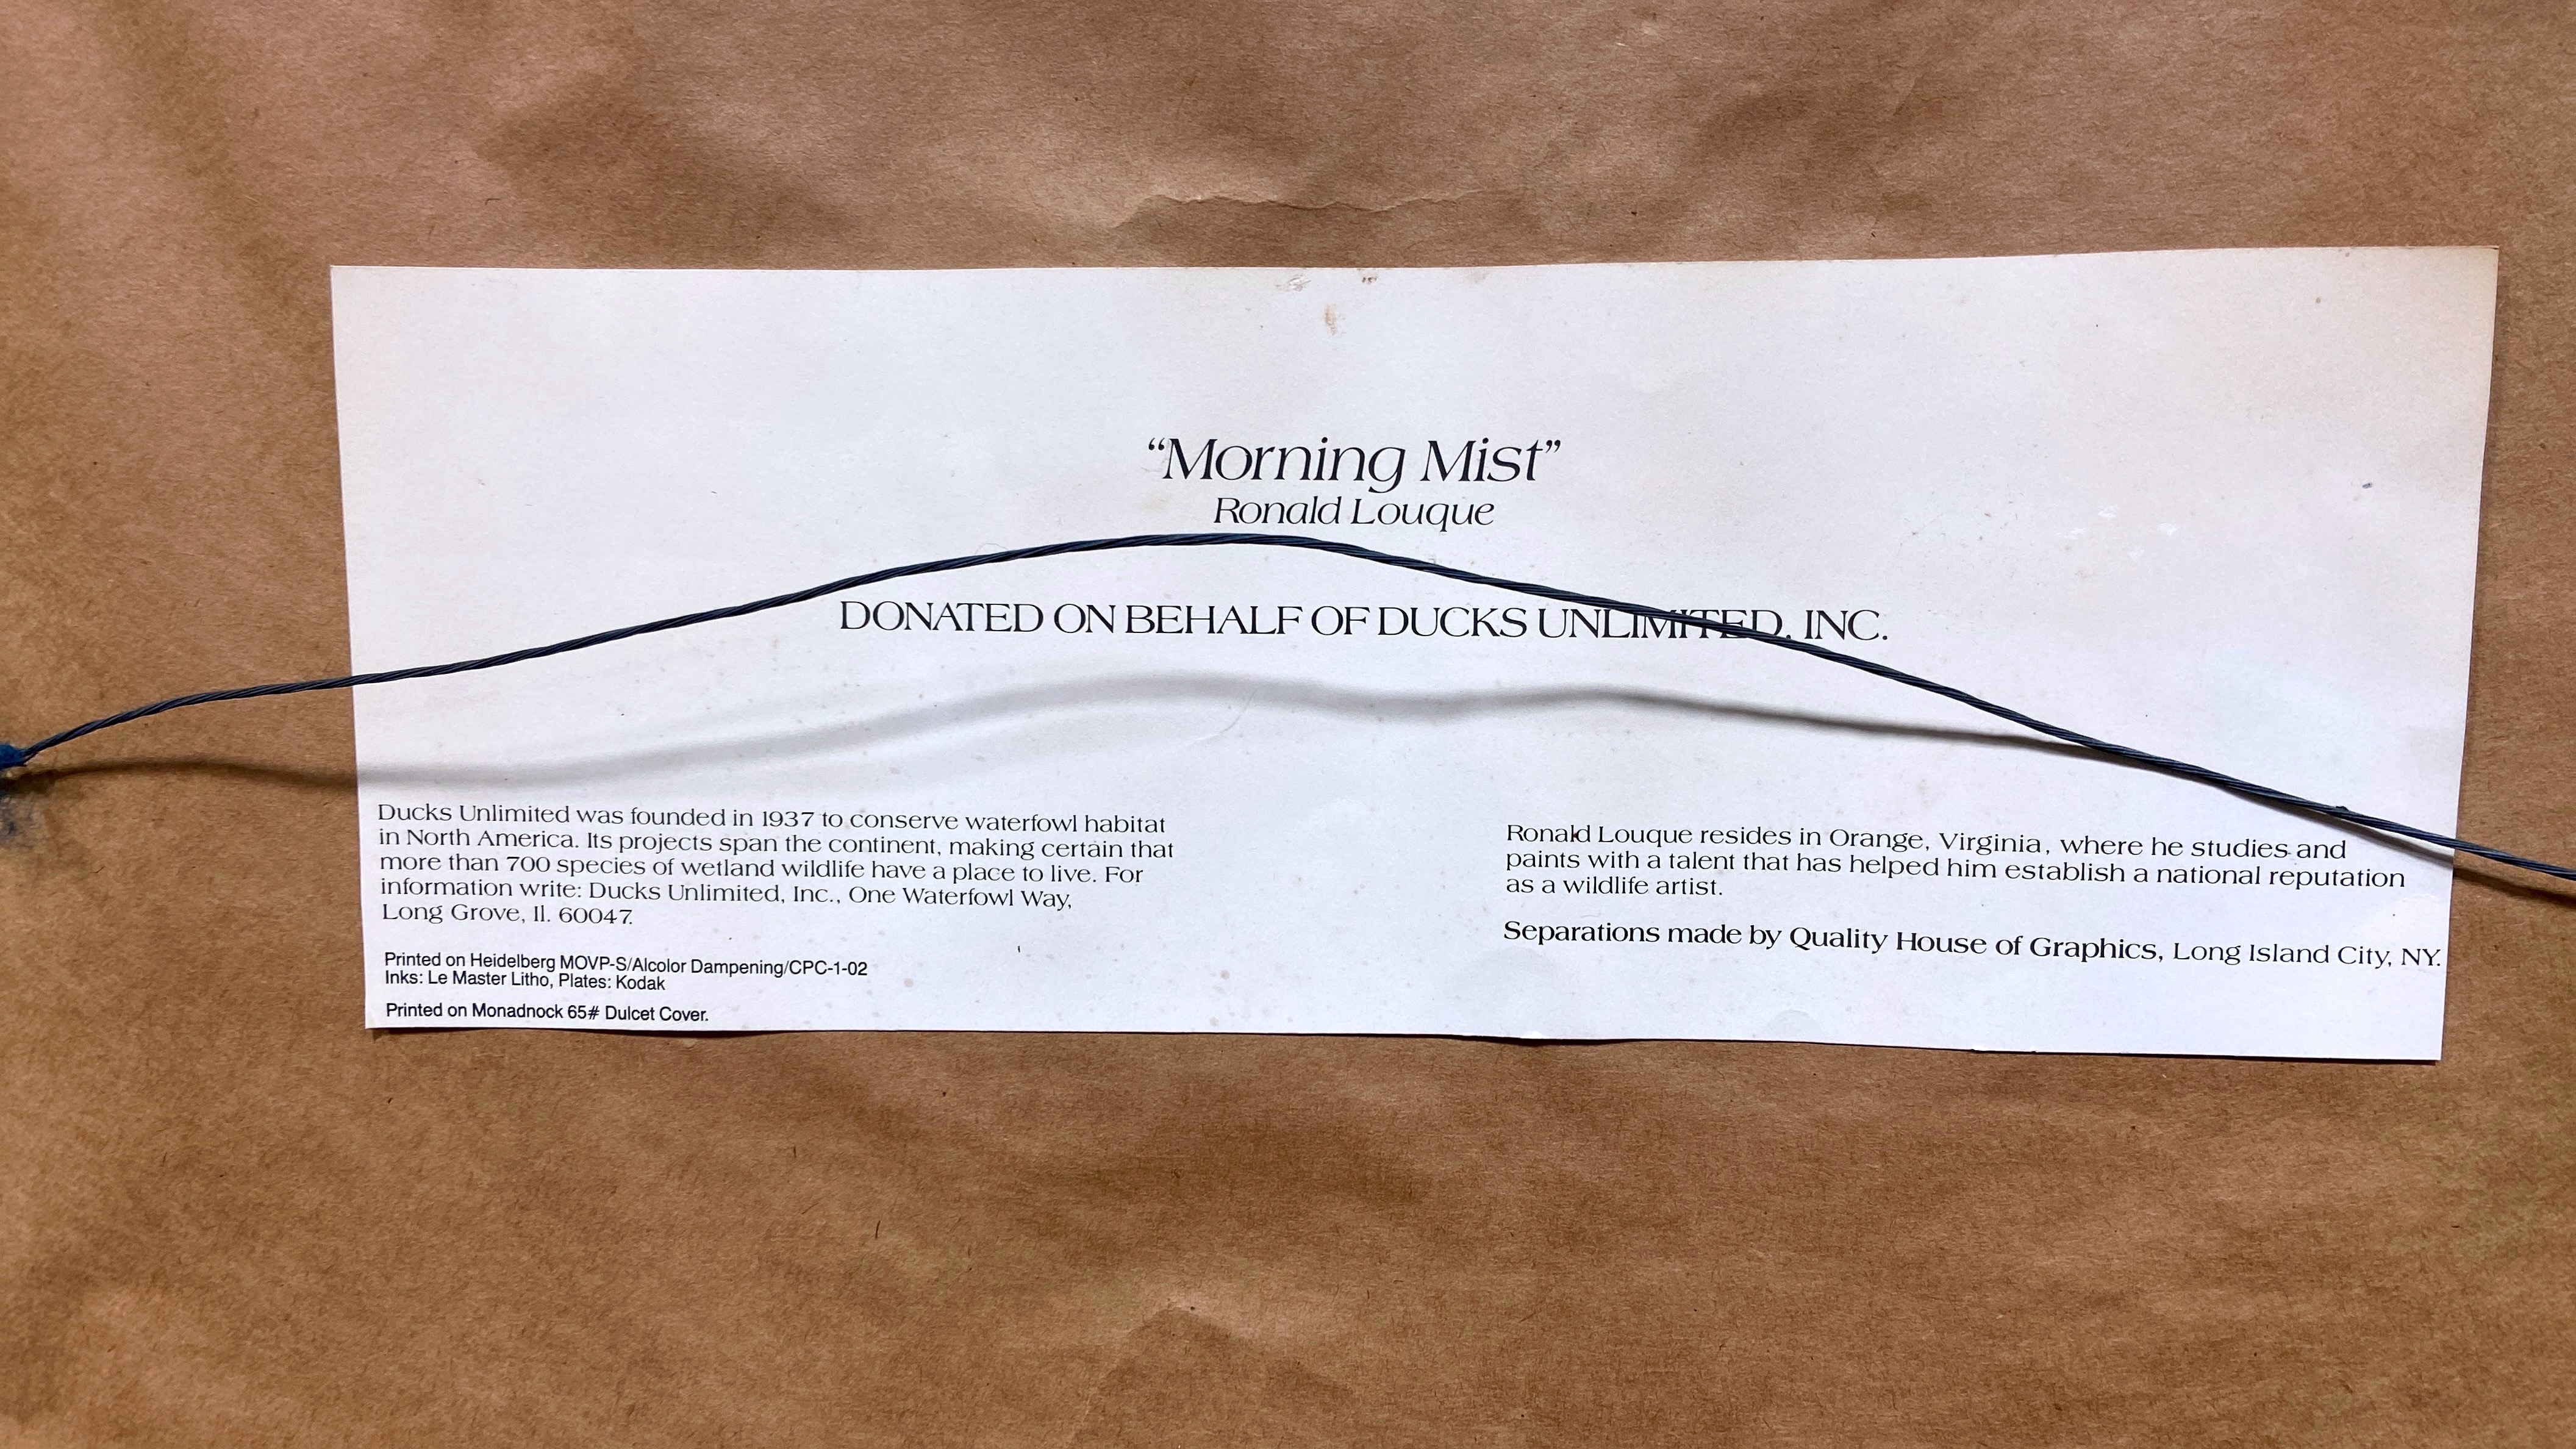 “Morning Mist”
Ronald Louque
DONATED ON BEHALF OF DUCKS UNLIMITED, INC.
Ducks Unlimited was founded in 1937 to conserve waterfowl habitat
in North America. Its projects span the continent, making certain that
more than 700 species of wetland wildlife have a place to live. For
information write: Ducks Unlimited, Inc., One Waterfowl Way,
Long Grove, Il. 60047.
Printed on Heidelberg MOVP-S/Alcolor Dampening/CPC-1-02
Inks: Le Master Litho, Plates: Kodak
Printed on Monadnock 65# Dulcet Cover.
Ronald Louque resides in Orange, Virginia, where he studies and
paints with a talent that has helped him establish a national reputation
as a wildlife artist.
Separations made by Quality House of Graphics, Long Island City, NY.